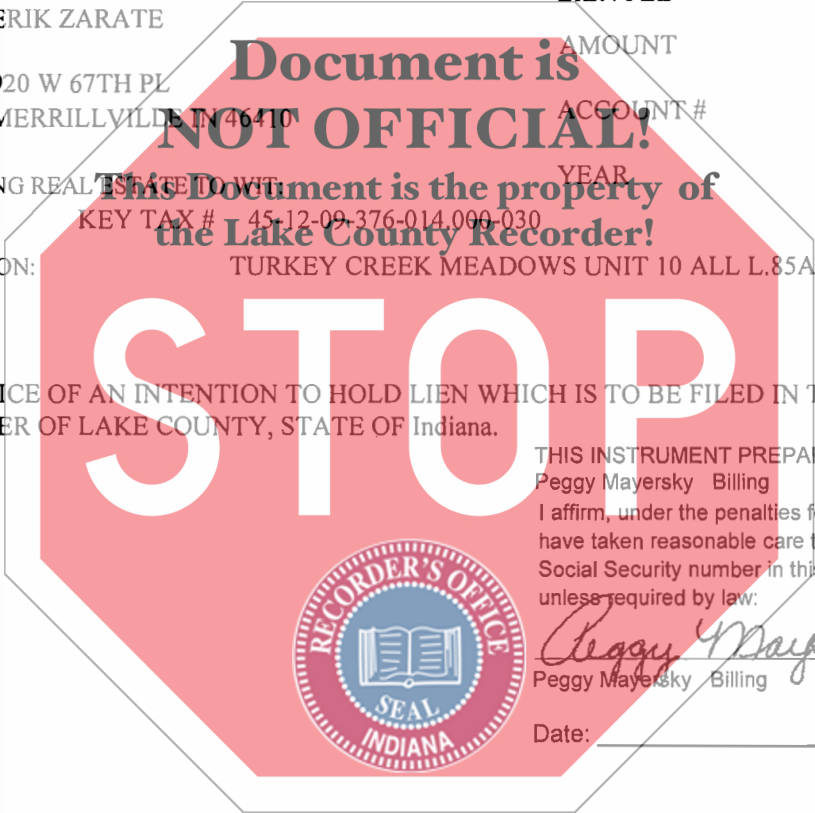 ERIK ZARATE
AMOUNT
Document is
20 W 67TH PL
MERRILLVILLE IN 46410
ACCOUNT #
NOT OFFICIAL!
NG REAL ESTATE TO WIT:
YEAR
This Document is the property of
KEY TAX # 45-12-09-376-014.000-030
the Lake County Recorder!
ON: TURKEY CREEK MEADOWS UNIT 10 ALL L.85A
STOP
ICE OF AN INTENTION TO HOLD LIEN WHICH IS TO BE FILED IN T
ER OF LAKE COUNTY, STATE OF Indiana.
THIS INSTRUMENT PREPAR
Peggy Mayersky Billing
I affirm, under the penalties f
have taken reasonable care t
Social Security number in this
unless required by law:
Peggy May
Peggy Mayersky Billing
Date:
RECORDER'S OFFICE
SEAL
INDIANA